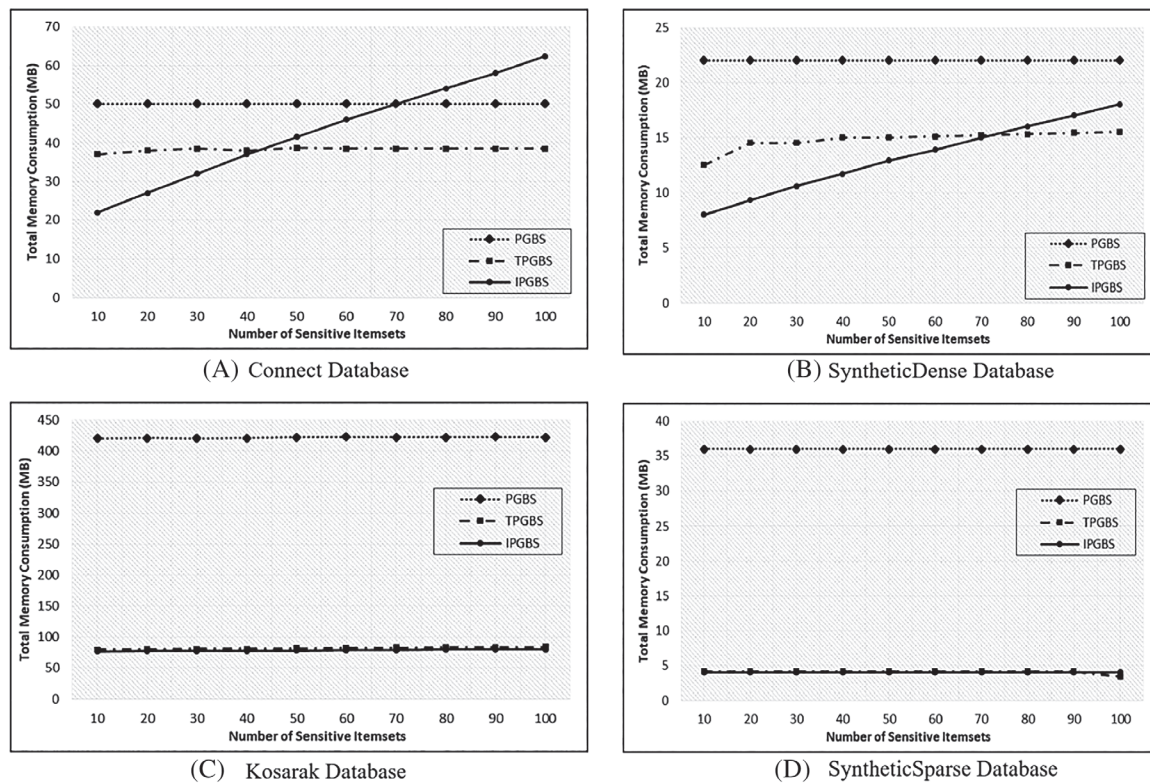 70
60
50
40
30
20
10
0
Total Memory Consumption (MB)
PGBS
TPGBS
IPGBS
10 20 30 40 50 60 70 80 90 100
Number of Sensitive Itemsets
(A) Connect Database
25
20
15
10
5
0
Total Memory Consumption (MB)
PGBS
TPGBS
IPGBS
10 20 30 40 50 60 70 80 90 100
Number of Sensitive Itemsets
(B) SyntheticDense Database
450
400
350
300
250
200
150
100
50
0
Total Memory Consumption (MB)
PGBS
TPGBS
IPGBS
10 20 30 40 50 60 70 80 90 100
Number of Sensitive Itemsets
(C) Kosarak Database
40
35
30
25
20
15
10
5
0
Total Memory Consumption (MB)
PGBS
TPGBS
IPGBS
10 20 30 40 50 60 70 80 90 100
Number of Sensitive Itemsets
(D) SyntheticSparse Database